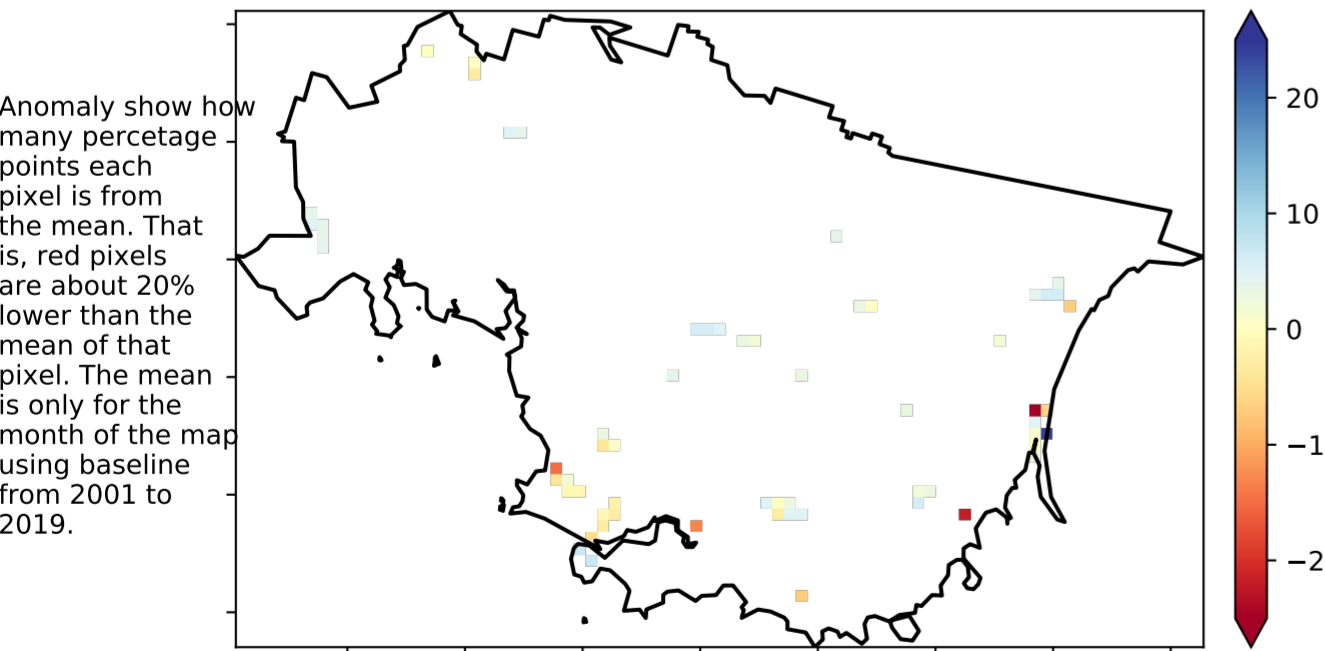 Anomaly show how
many percetage
points each
pixel is from
the mean. That
is, red pixels
are about 20%
lower than the
mean of that
pixel. The mean
is only for the
month of the map
using baseline
from 2001 to
2019.
20
10
0
−1
−2